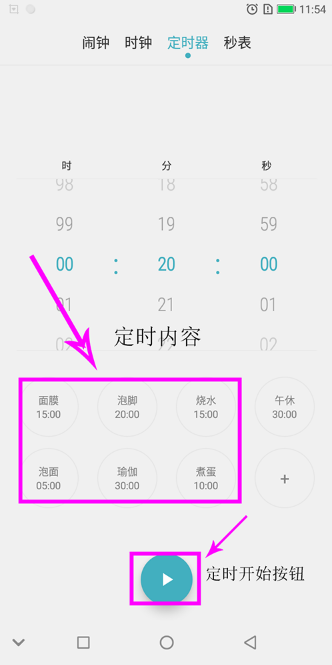 11:54
闹钟 时钟 定时器 秒表
时 分 秒
98 18 58
99 19 59
00 : 20 : 00
01 21 01
02 22 02
定时内容
面膜 泡脚 烧水 午休
15:00 20:00 15:00 30:00
泡面 瑜伽 煮蛋
05:00 30:00 10:00 +
定时开始按钮